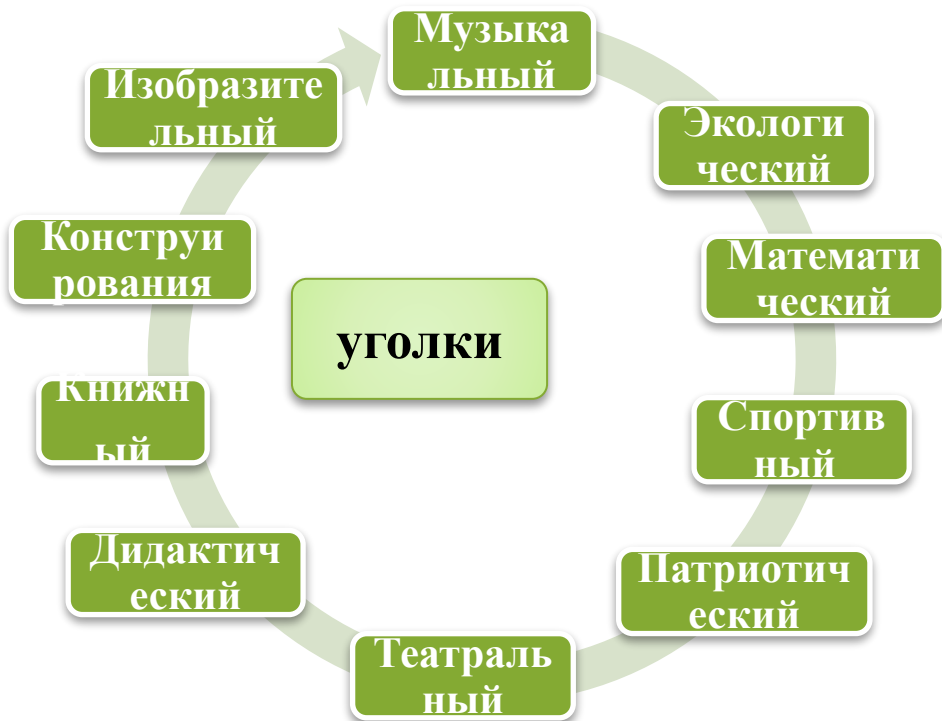 Музыка
льный
Экологи
ческий
Математи
ческий
Спортив
ный
Патриотич
еский
Театраль
ный
Дидактич
еский
Книжн
ый
Конструи
рования
Изобразите
льный
уголки